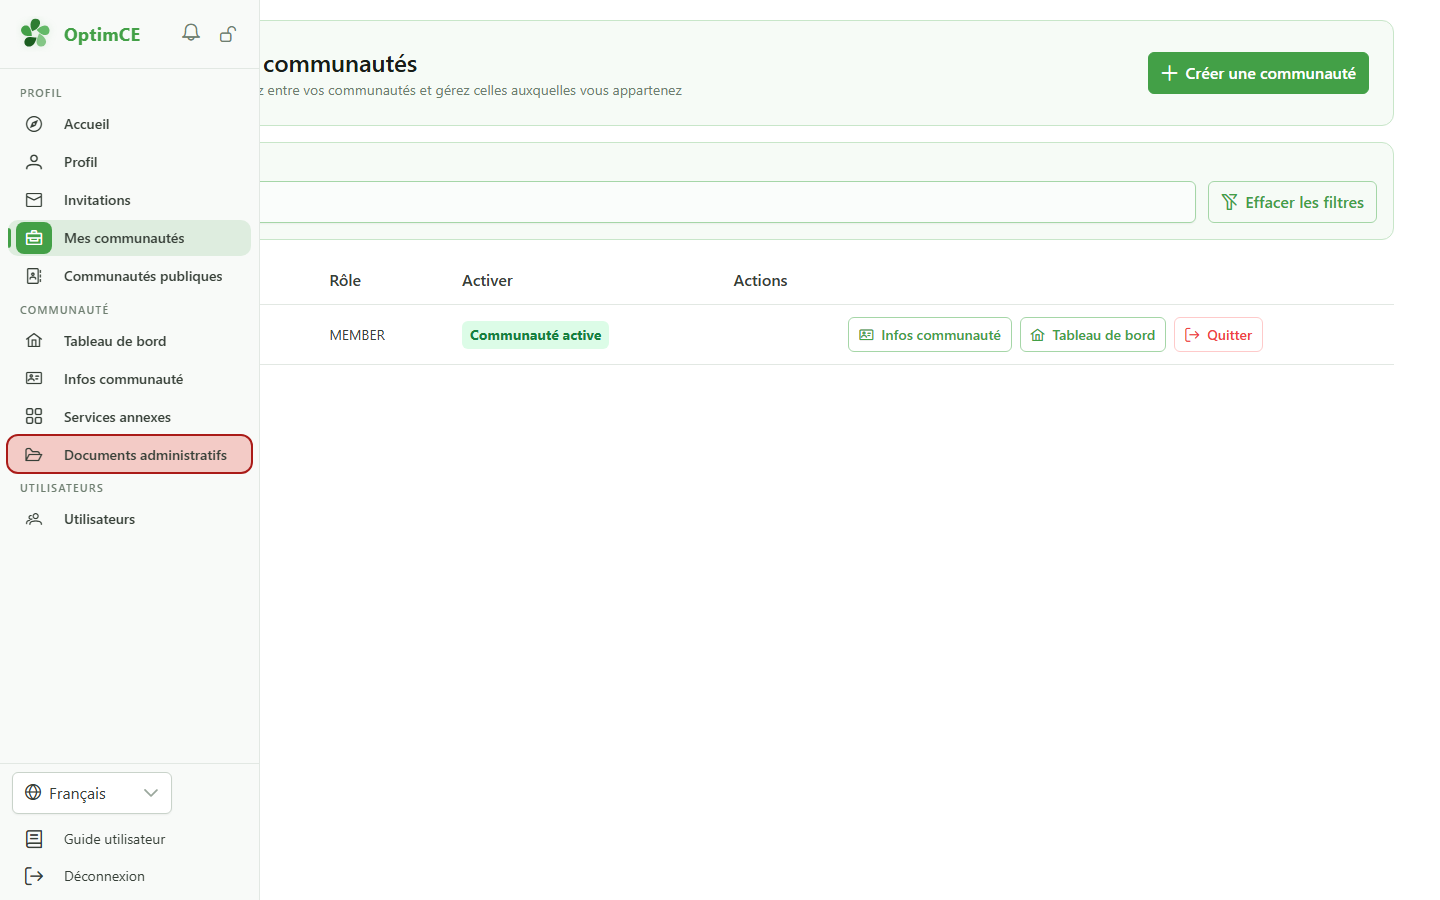 OptimCE
PROFIL
Accueil
Profil
Invitations
Mes communautés
Communautés publiques
COMMUNAUTÉ
Tableau de bord
Infos communauté
Services annexes
Documents administratifs
UTILISATEURS
Utilisateurs
Français
Guide utilisateur
Déconnexion
communautés
entre vos communautés et gérez celles auxquelles vous appartenez
Créer une communauté
Effacer les filtres
Rôle Activer Actions
MEMBER Communauté active Infos communauté Tableau de bord Quitter